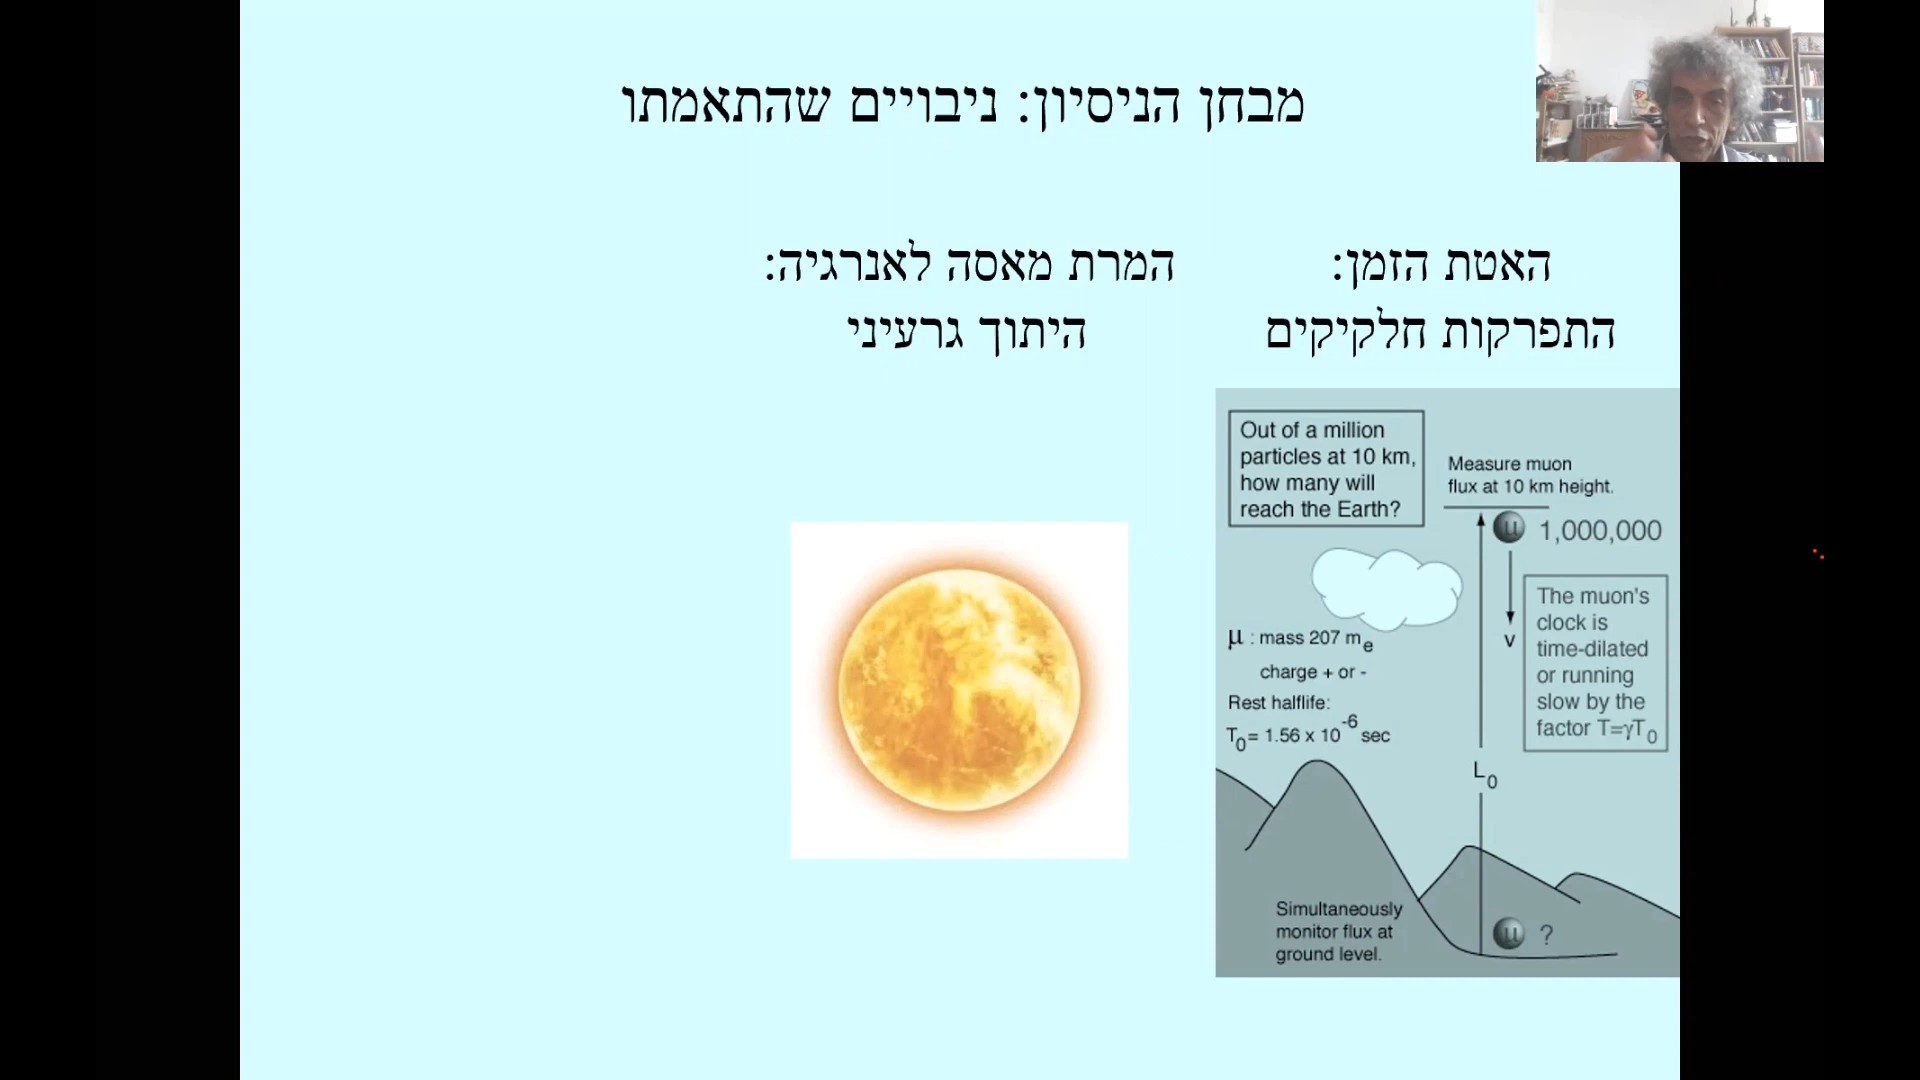 מבחן הניסיון: ניבויים שהתאמתו
האטת הזמן:
התפרקות חלקיקים
המרת מאסה לאנרגיה:
היתוך גרעיני
Out of a million
particles at 10 km,
how many will
reach the Earth?
Measure muon
flux at 10 km height.
μ 1,000,000
The muon's
clock is
time-dilated
or running
slow by the
factor T=γT₀
v
μ : mass 207 mₑ
charge + or -
Rest halflife:
T₀= 1.56 x 10⁻⁶ sec
L₀
Simultaneously
monitor flux at
ground level.
μ ?